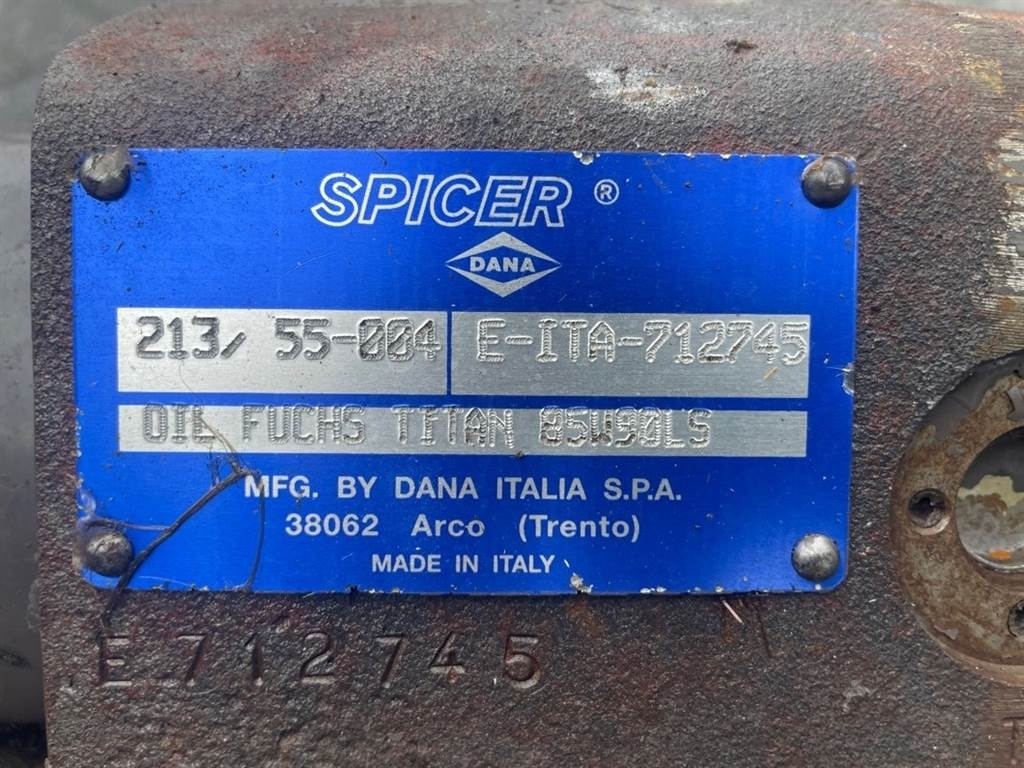 SPICER ®
DANA
213/ 55-004 E-ITA-712745
OIL FUCHS TITAN 85W90LS
MFG. BY DANA ITALIA S.P.A.
38062 Arco (Trento)
MADE IN ITALY
E712745